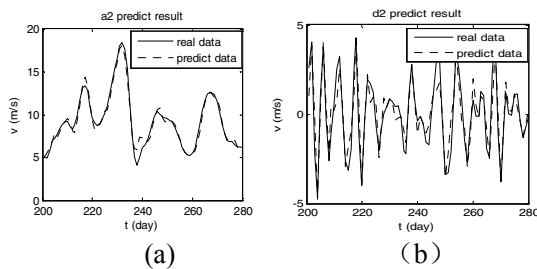 a2 predict result
20
15
10
5
0
v (m/s)
real data
predict data
200
220
240
260
280
t (day)
(a)
d2 predict result
5
0
-5
v (m/s)
real data
predict data
200
220
240
260
280
t (day)
（b）